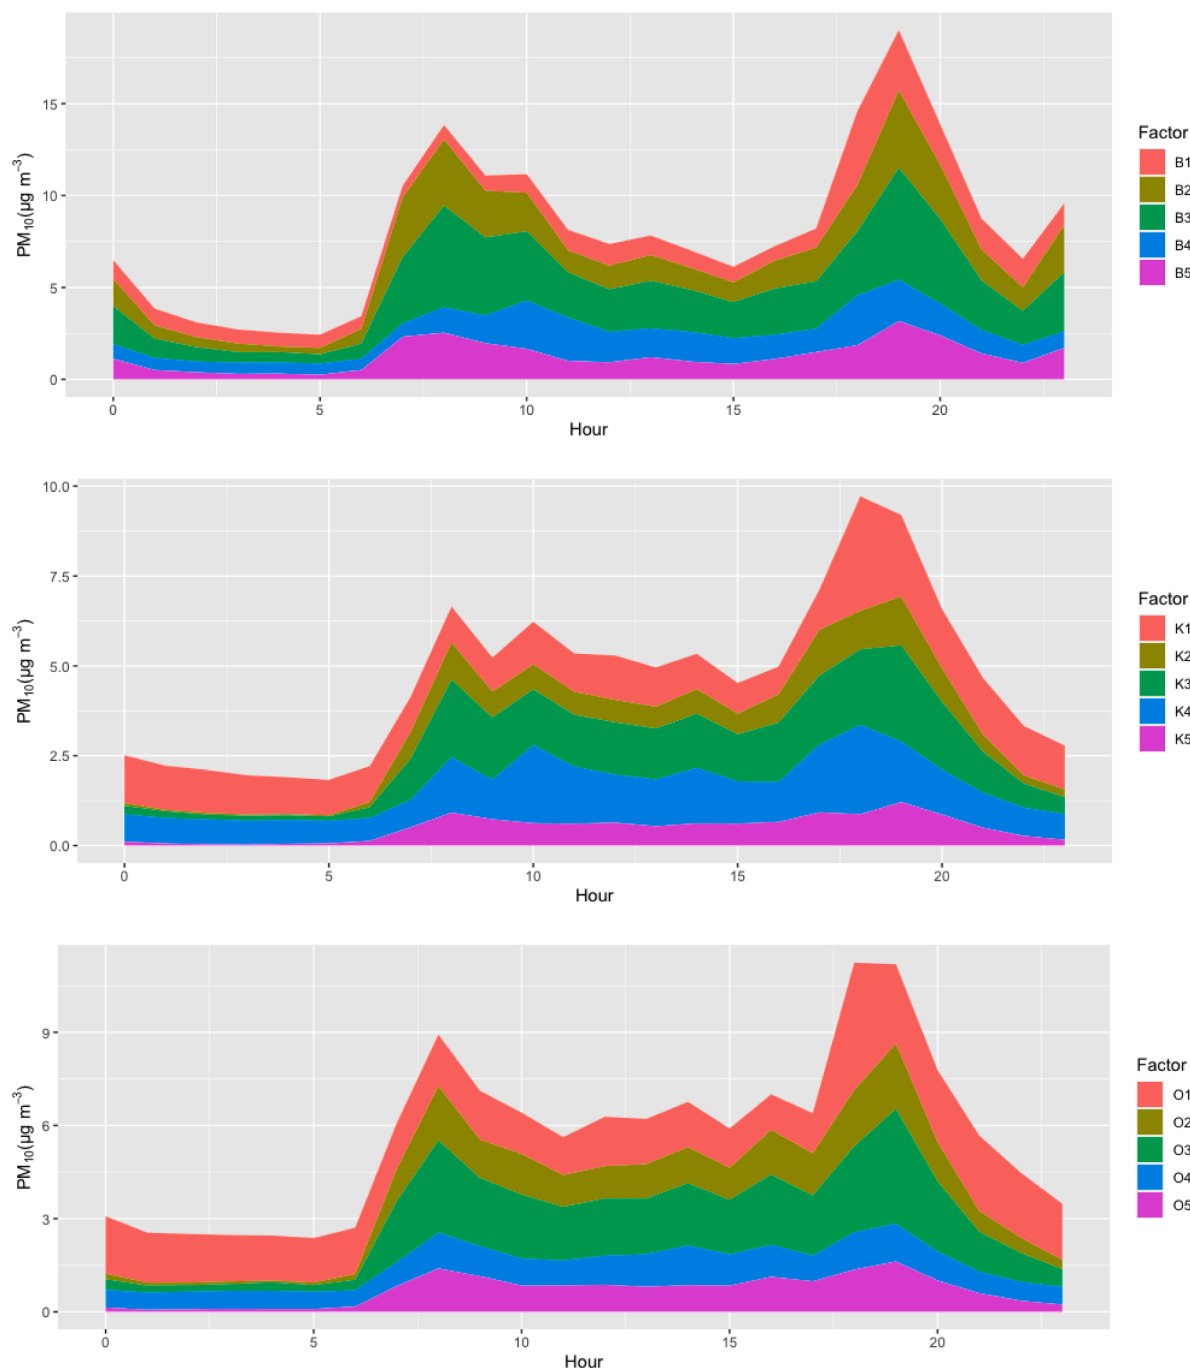 PM₁₀(µg m⁻³)
15
10
5
0
0 5 10 15 20
Hour
Factor
B1
B2
B3
B4
B5
PM₁₀(µg m⁻³)
10.0
7.5
5.0
2.5
0.0
0 5 10 15 20
Hour
Factor
K1
K2
K3
K4
K5
PM₁₀(µg m⁻³)
9
6
3
0
0 5 10 15 20
Hour
Factor
O1
O2
O3
O4
O5